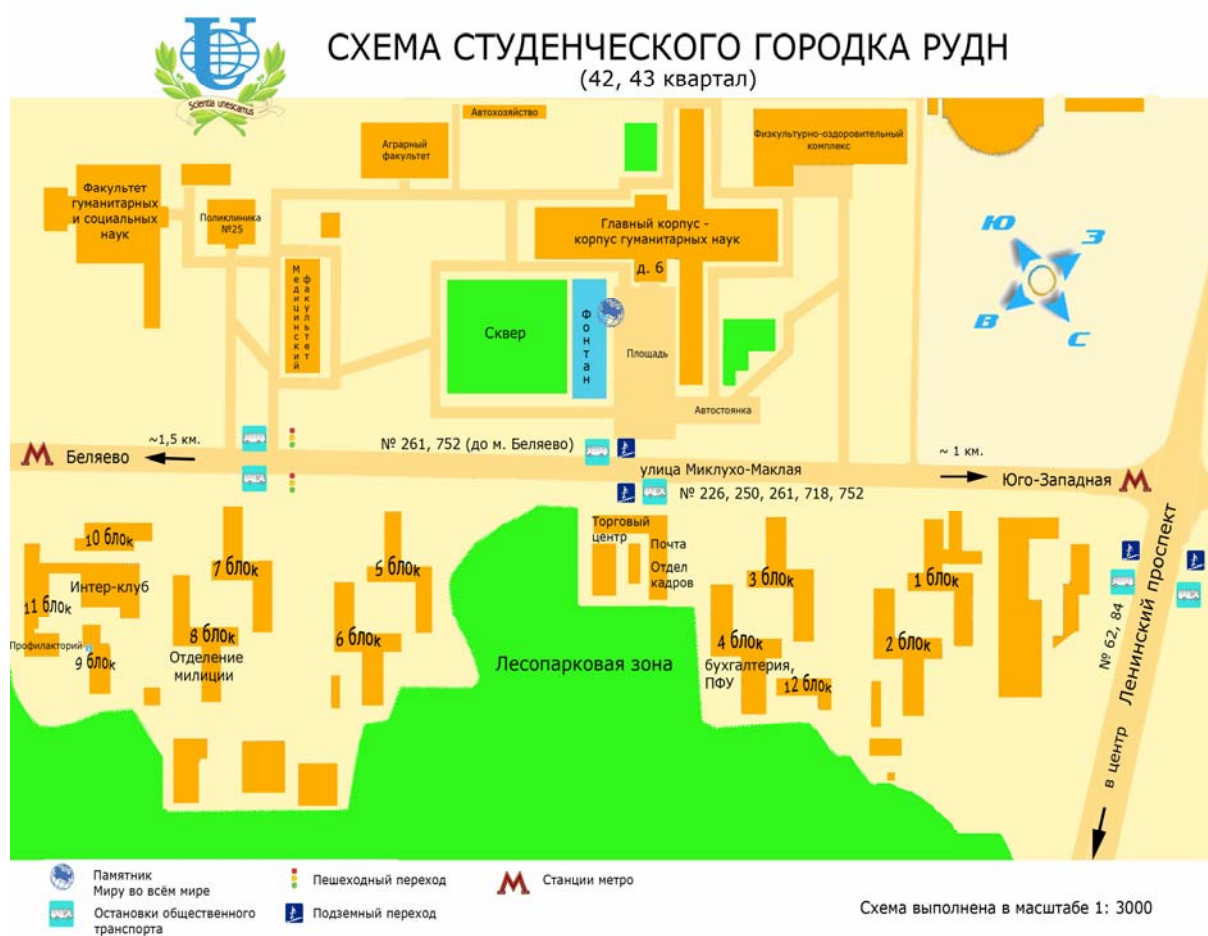 СХЕМА СТУДЕНЧЕСКОГО ГОРОДКА РУДН
(42, 43 квартал)
U
Scientia unescamus
Автохозяйство
Аграрный
факультет
Физкультурно-оздоровительный
комплекс
Факультет
гуманитарных
и социальных
наук
Поликлиника
№25
Главный корпус -
корпус гуманитарных наук
д. 6
Ю
З
В
С
Медицинский
факультет
Сквер
Фонтан
Площадь
Автостоянка
~1,5 км.
М Беляево
№ 261, 752 (до м. Беляево)
улица Миклухо-Маклая
№ 226, 250, 261, 718, 752
~ 1 км.
Юго-Западная М
10 блок
Интер-клуб
11 блок
Профилакторий
9 блок
7 блок
8 блок
Отделение
милиции
5 блок
6 блок
Лесопарковая зона
Торговый
центр
Почта
Отдел
кадров
3 блок
4 блок
бухгалтерия,
ПФУ
12 блок
1 блок
2 блок
№ 62, 84
Ленинский проспект
в центр
Памятник
Миру во всём мире
Остановки общественного
транспорта
Пешеходный переход
Подземный переход
М Станции метро
Схема выполнена в масштабе 1: 3000